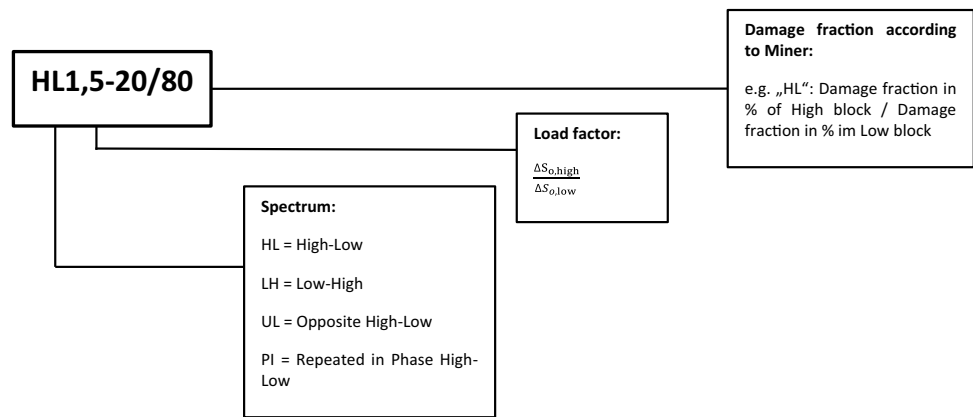 HL1,5-20/80
Damage fraction according
to Miner:
e.g. „HL“: Damage fraction in
% of High block / Damage
fraction in % im Low block
Load factor:
ΔS₀,high
ΔS₀,low
Spectrum:
HL = High-Low
LH = Low-High
UL = Opposite High-Low
PI = Repeated in Phase High-
Low